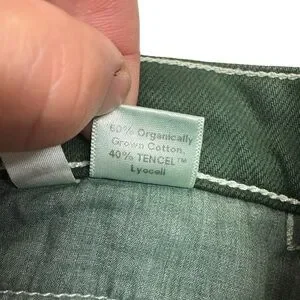 60% Organically
Grown Cotton,
40% TENCEL™
Lyocell